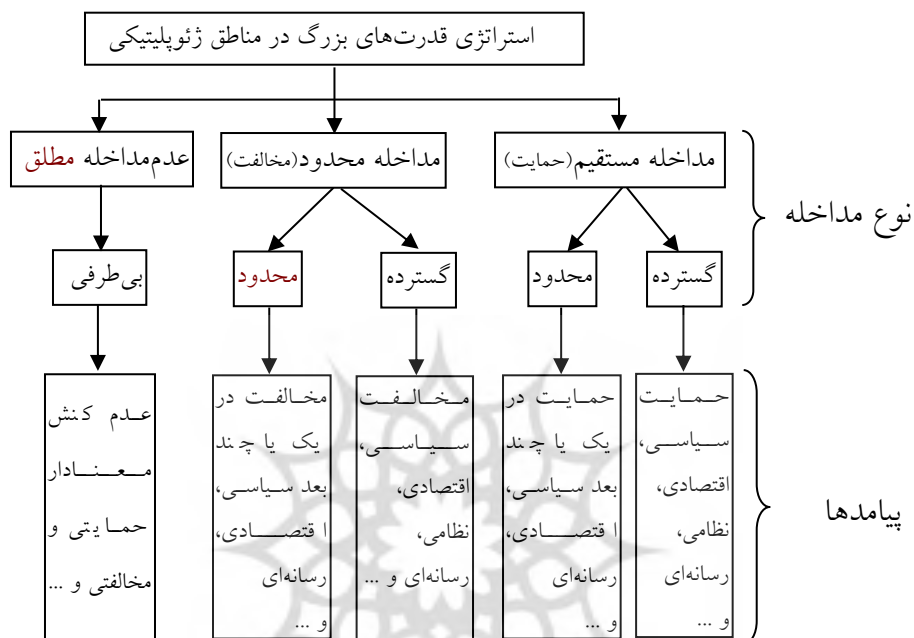 استراتژی قدرت‌های بزرگ در مناطق ژئوپلیتیکی
مداخله مستقیم(حمایت)
مداخله محدود(مخالفت)
عدم‌مداخله مطلق
نوع مداخله
گسترده
محدود
گسترده
محدود
بی‌طرفی
حمایت
سیاسی،
اقتصادی،
نظامی،
رسانه‌ای
و ...
حمایت در
یک یا چند
بعد سیاسی،
اقتصادی،
رسانه‌ای
و ...
مخالفت
سیاسی،
اقتصادی،
نظامی،
رسانه‌ای و ...
مخالفت در
یک یا چند
بعد سیاسی،
اقتصادی،
رسانه‌ای
و ...
عدم کنش
معنادار
حمایتی و
مخالفتی و ...
پیامدها